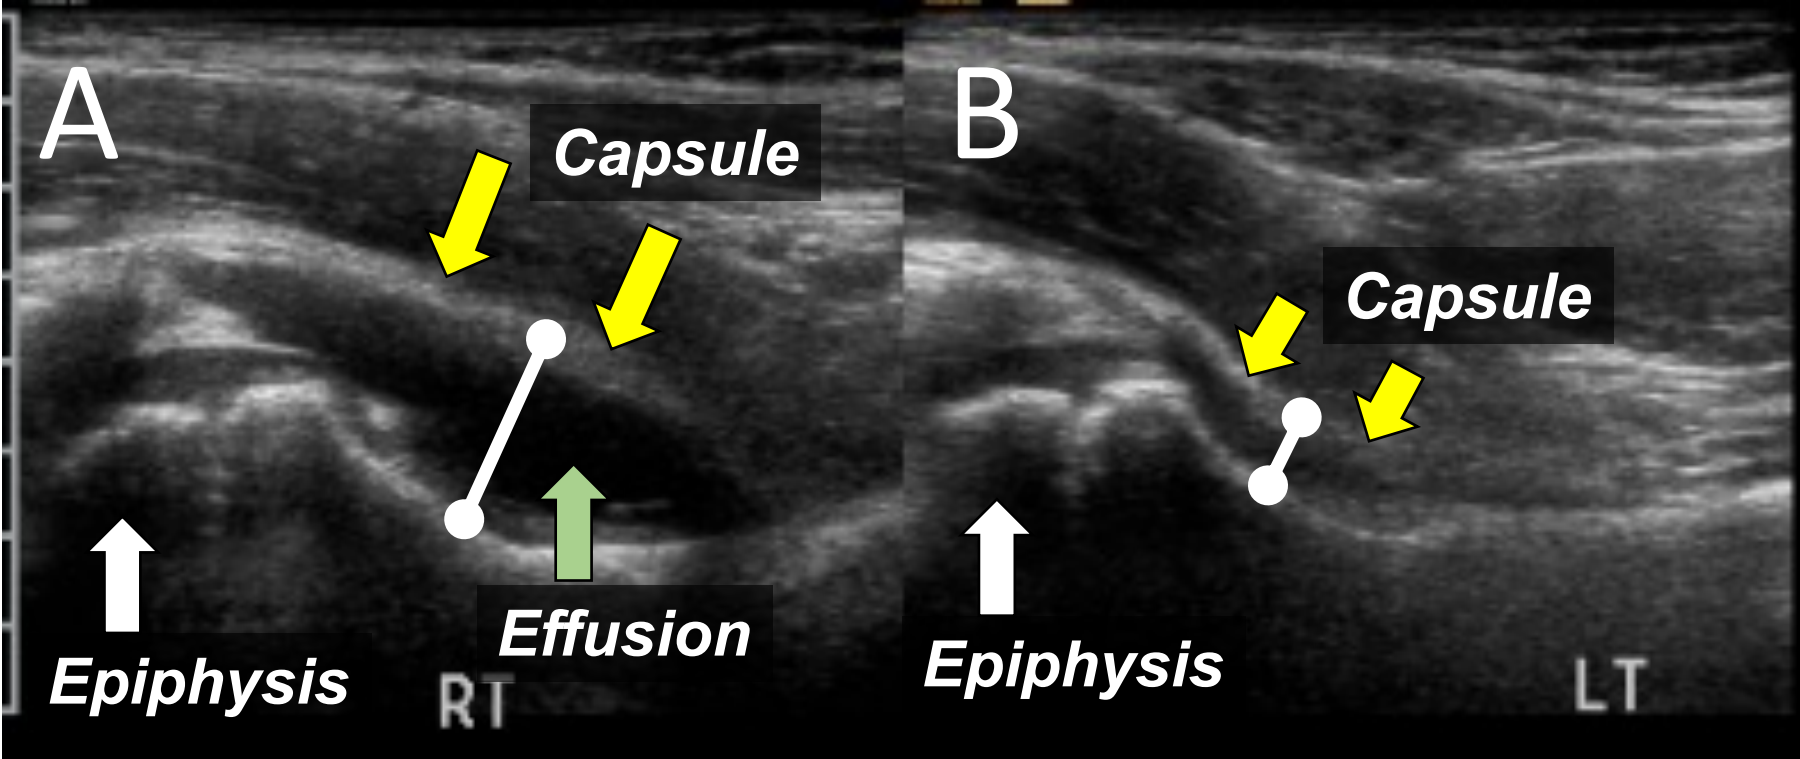 A
Capsule
Effusion
Epiphysis
RT
B
Capsule
Epiphysis
LT